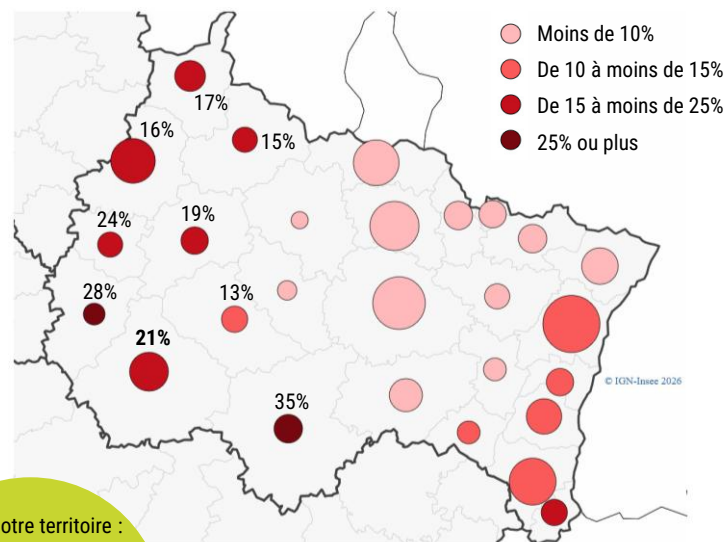 Moins de 10%
De 10 à moins de 15%
De 15 à moins de 25%
25% ou plus
17%
16%
15%
24%
19%
28%
13%
21%
35%
© IGN-Insee 2026
otre territoire :